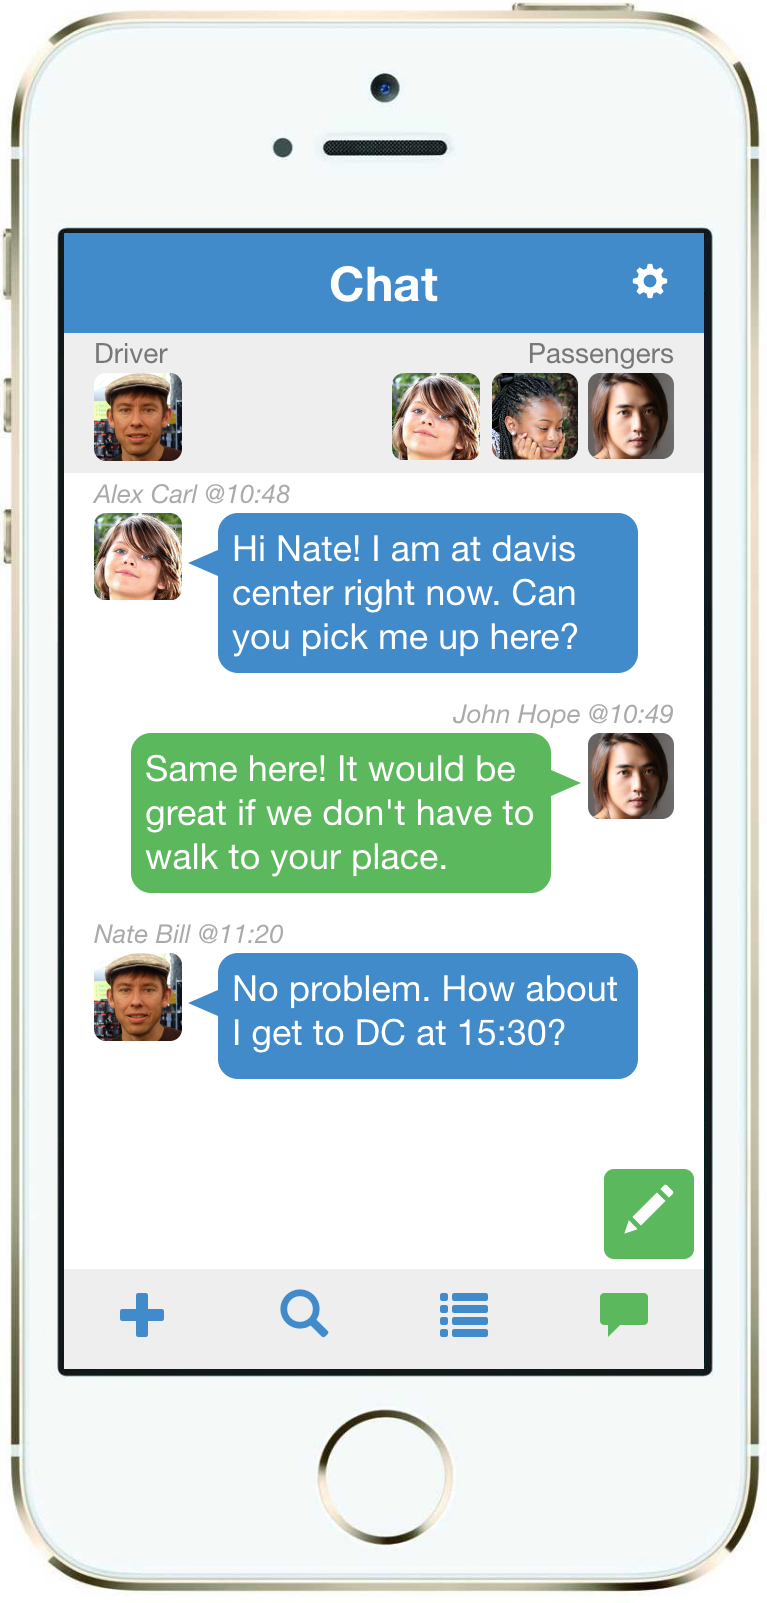 Chat
Driver
Passengers
Alex Carl @10:48
Hi Nate! I am at davis
center right now. Can
you pick me up here?
John Hope @10:49
Same here! It would be
great if we don't have to
walk to your place.
Nate Bill @11:20
No problem. How about
I get to DC at 15:30?